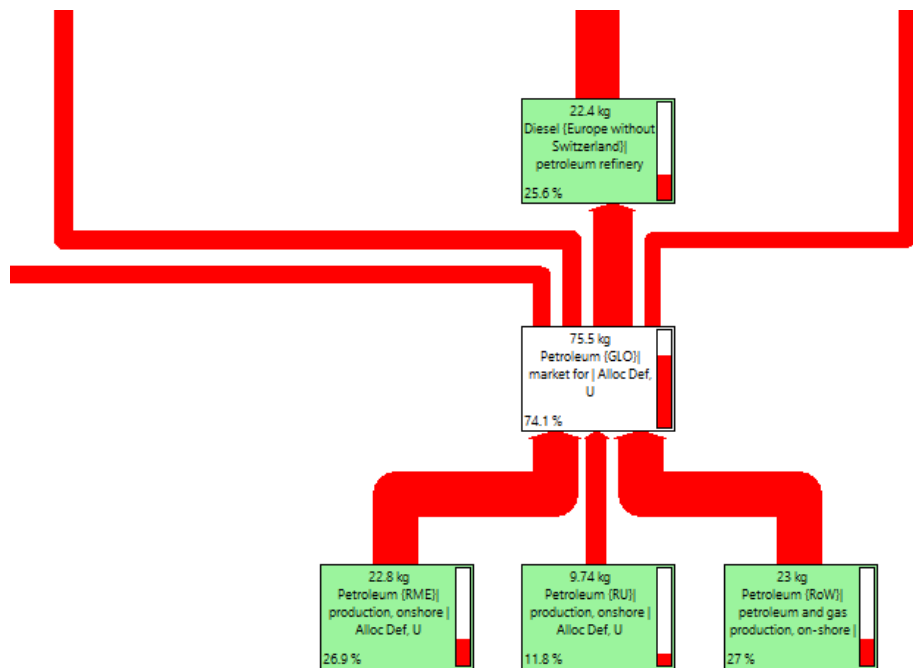 22.4 kg
Diesel {Europe without
Switzerland}|
petroleum refinery
25.6 %
75.5 kg
Petroleum {GLO}|
market for | Alloc Def,
U
74.1 %
22.8 kg
Petroleum {RME}|
production, onshore |
Alloc Def, U
26.9 %
9.74 kg
Petroleum {RU}|
production, onshore |
Alloc Def, U
11.8 %
23 kg
Petroleum {RoW}|
petroleum and gas
production, on-shore |
27 %